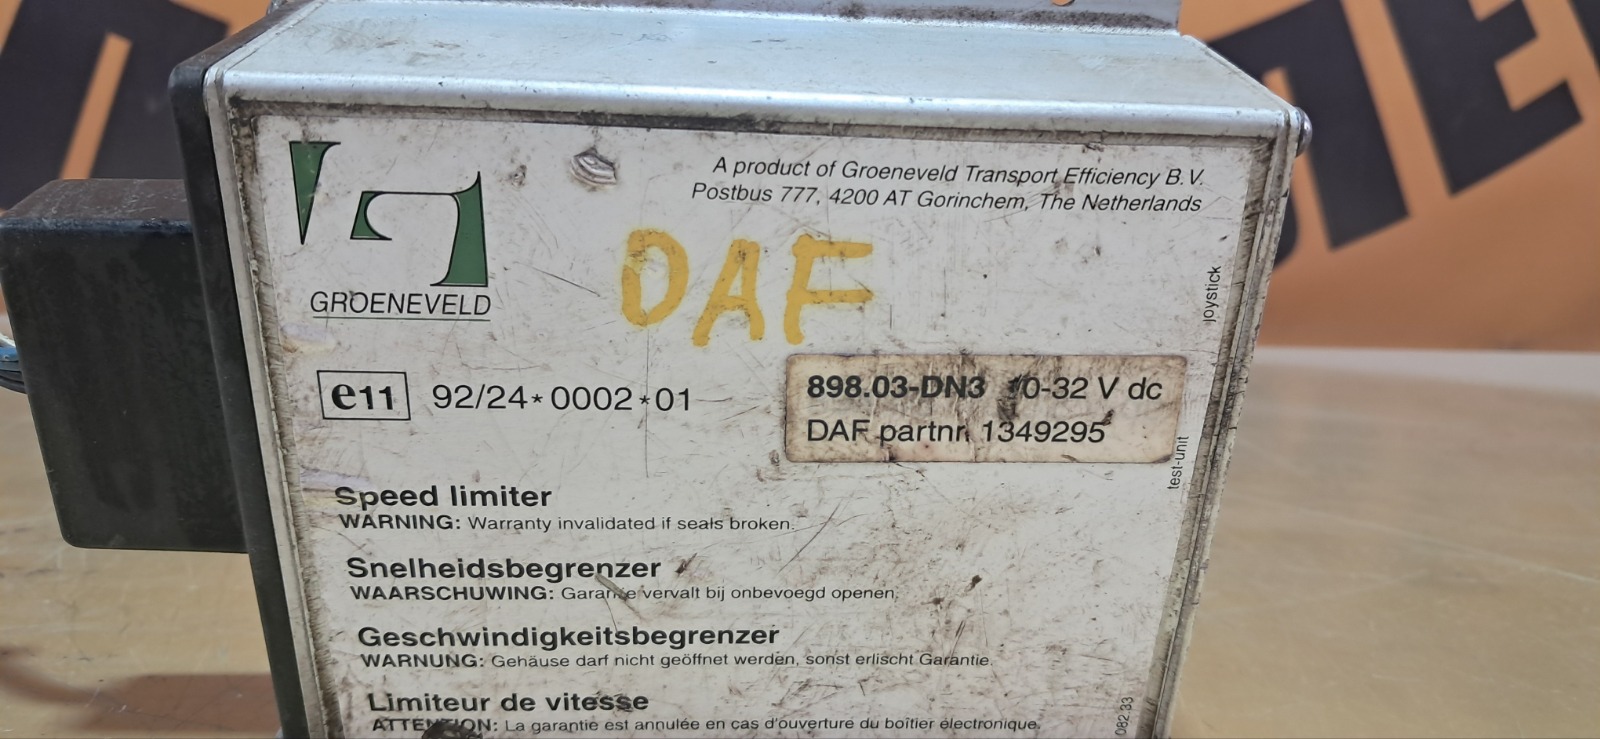 A product of Groeneveld Transport Efficiency B.V.
Postbus 777, 4200 AT Gorinchem, The Netherlands
GROENEVELD
DAF
joystick
e11 92/24*0002*01
898.03-DN3 10-32 V dc
DAF partnr. 1349295
test-unit
Speed limiter
WARNING: Warranty invalidated if seals broken.
Snelheidsbegrenzer
WAARSCHUWING: Garantie vervalt bij onbevoegd openen.
Geschwindigkeitsbegrenzer
WARNUNG: Gehäuse darf nicht geöffnet werden, sonst erlischt Garantie.
Limiteur de vitesse
ATTENTION: La garantie est annulée en cas d'ouverture du boîtier électronique.
082.33